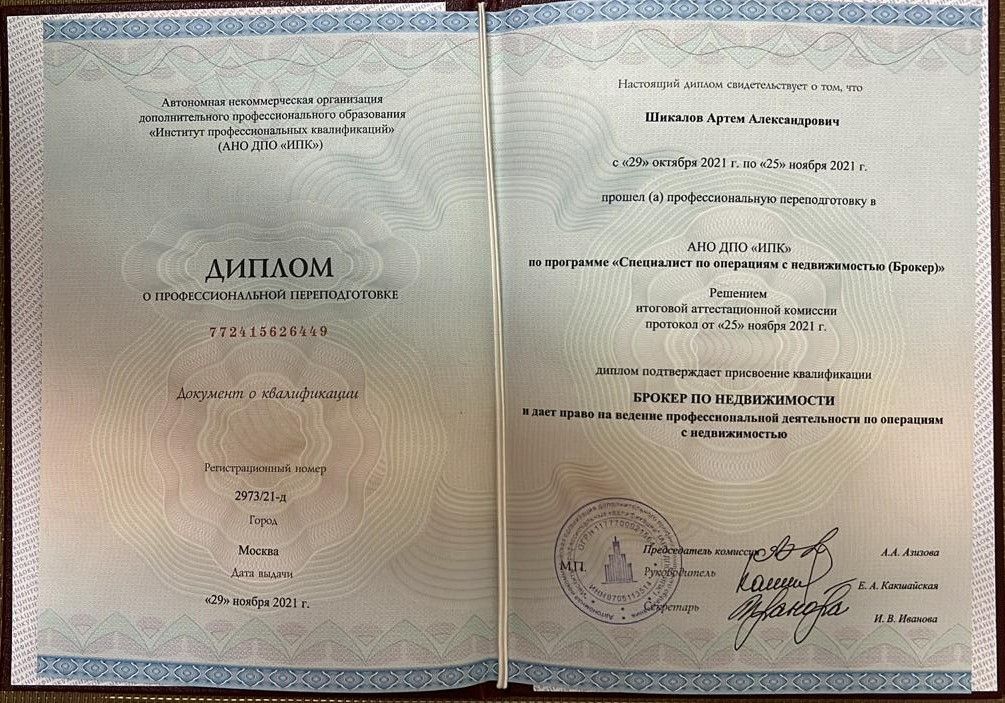 Автономная некоммерческая организация
дополнительного профессионального образования
«Институт профессиональных квалификаций»
(АНО ДПО «ИПК»)
ДИПЛОМ
О ПРОФЕССИОНАЛЬНОЙ ПЕРЕПОДГОТОВКЕ
772415626449
Документ о квалификации
Регистрационный номер
2973/21-д
Город
Москва
Дата выдачи
«29» ноября 2021 г.
Настоящий диплом свидетельствует о том, что
Шикалов Артем Александрович
с «29» октября 2021 г. по «25» ноября 2021 г.
прошел (а) профессиональную переподготовку в
АНО ДПО «ИПК»
по программе «Специалист по операциям с недвижимостью (Брокер)»
Решением
итоговой аттестационной комиссии
протокол от «25» ноября 2021 г.
диплом подтверждает присвоение квалификации
БРОКЕР ПО НЕДВИЖИМОСТИ
и дает право на ведение профессиональной деятельности по операциям
с недвижимостью
Председатель комиссии А.А. Азизова
М.П. Руководитель Е. А. Какшайская
Секретарь И. В. Иванова